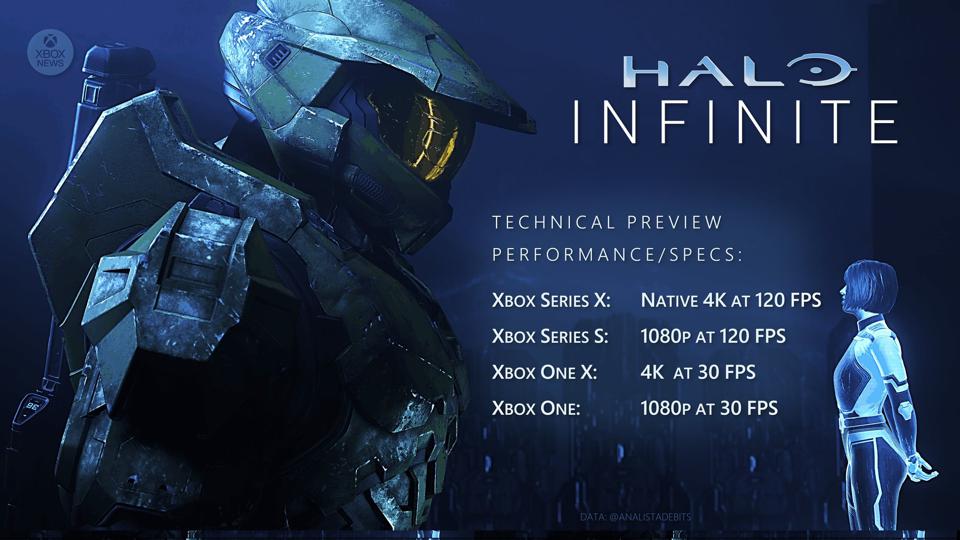 XBOX
NEWS
HALO
INFINITE
TECHNICAL PREVIEW
PERFORMANCE/SPECS:
XBOX SERIES X: NATIVE 4K AT 120 FPS
XBOX SERIES S: 1080P AT 120 FPS
XBOX ONE X: 4K AT 30 FPS
XBOX ONE: 1080P AT 30 FPS
DATA: @ANALISTADEBITS